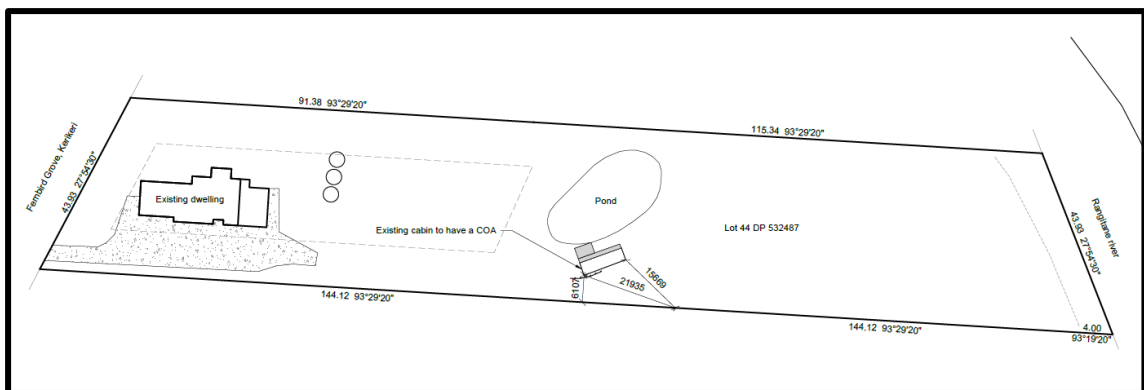 91.38 93°29'20"
115.34 93°29'20"
Fernbird Grove, Kerikeri
43.93 27°54'30"
Existing dwelling
Pond
Existing cabin to have a COA
Lot 44 DP 532487
Rangitane river
43.93 27°54'30"
15669
21935
6107
144.12 93°29'20"
144.12 93°29'20"
4.00
93°19'20"